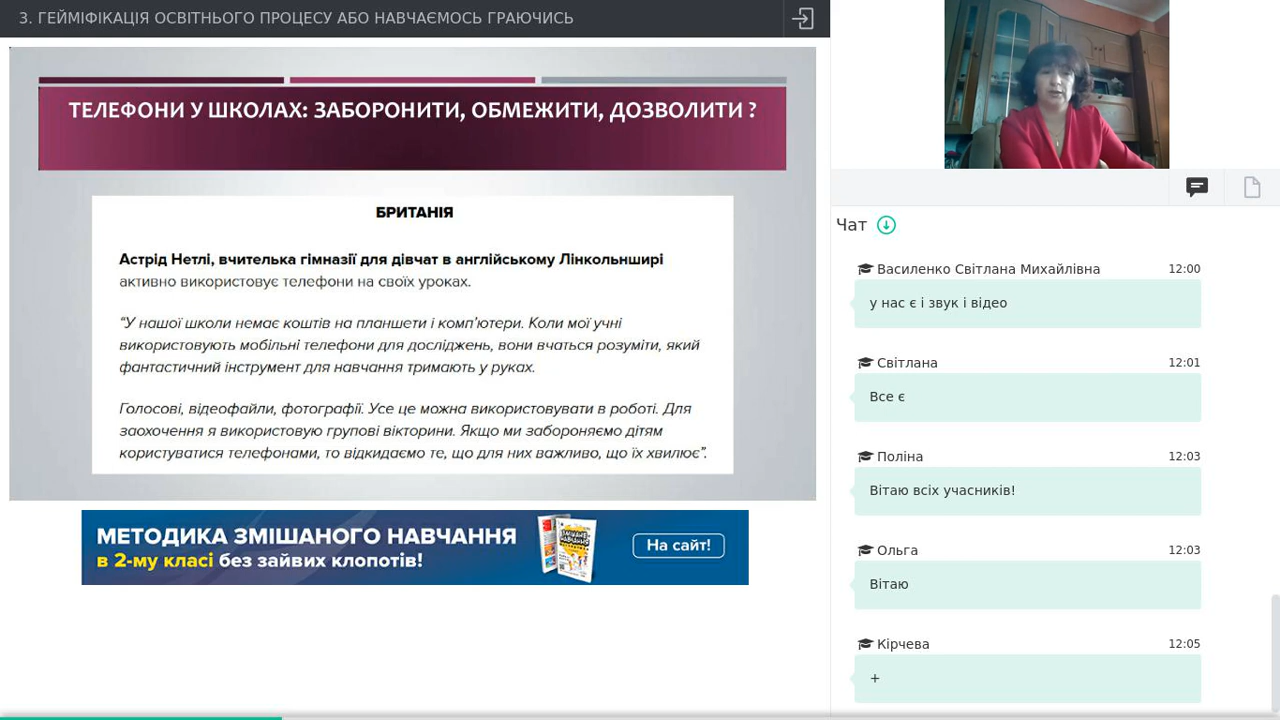 3. ГЕЙМІФІКАЦІЯ ОСВІТНЬОГО ПРОЦЕСУ АБО НАВЧАЄМОСЬ ГРАЮЧИСЬ
ТЕЛЕФОНИ У ШКОЛАХ: ЗАБОРОНИТИ, ОБМЕЖИТИ, ДОЗВОЛИТИ ?
БРИТАНІЯ
Астрід Нетлі, вчителька гімназії для дівчат в англійському Лінкольнширі
активно використовує телефони на своїх уроках.
“У нашої школи немає коштів на планшети і комп’ютери. Коли мої учні
використовують мобільні телефони для досліджень, вони вчаться розуміти, який
фантастичний інструмент для навчання тримають у руках.
Голосові, відеофайли, фотографії. Усе це можна використовувати в роботі. Для
заохочення я використовую групові вікторини. Якщо ми забороняємо дітям
користуватися телефонами, то відкидаємо те, що для них важливо, що їх хвилює”.
МЕТОДИКА ЗМІШАНОГО НАВЧАННЯ
в 2-му класі без зайвих клопотів!
На сайт!
Чат
Василенко Світлана Михайлівна 12:00
у нас є і звук і відео
Світлана 12:01
Все є
Поліна 12:03
Вітаю всіх учасників!
Ольга 12:03
Вітаю
Кірчева 12:05
+